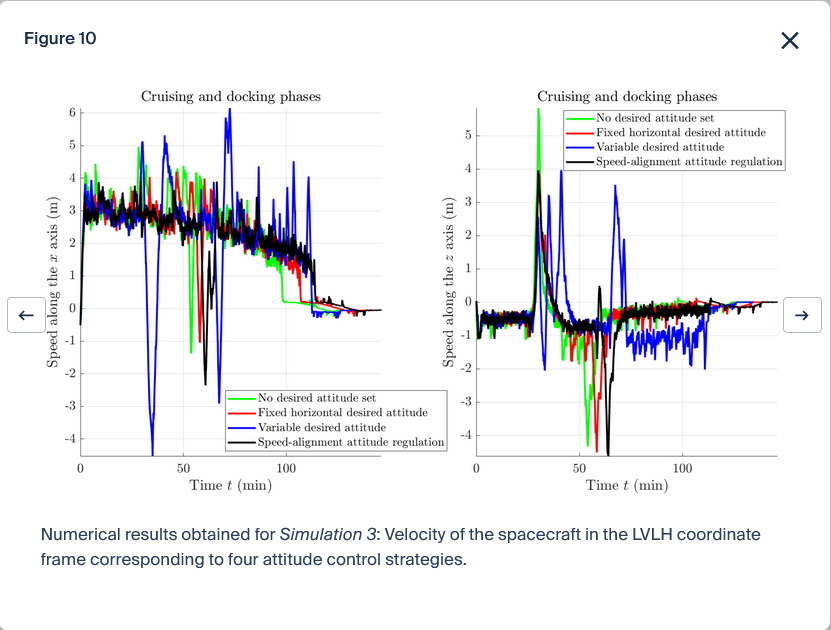 Figure 10
Cruising and docking phases
Speed along the x axis (m)
6
5
4
3
2
1
0
-1
-2
-3
-4
0
50
100
Time t (min)
No desired attitude set
Fixed horizontal desired attitude
Variable desired attitude
Speed-alignment attitude regulation
Cruising and docking phases
Speed along the z axis (m)
5
4
3
2
1
0
-1
-2
-3
-4
0
50
100
Time t (min)
No desired attitude set
Fixed horizontal desired attitude
Variable desired attitude
Speed-alignment attitude regulation
Numerical results obtained for Simulation 3: Velocity of the spacecraft in the LVLH coordinate
frame corresponding to four attitude control strategies.